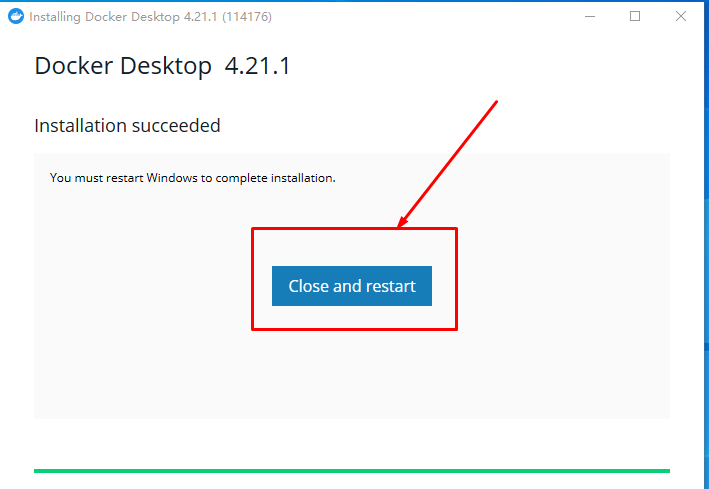 Installing Docker Desktop 4.21.1 (114176)
Docker Desktop 4.21.1
Installation succeeded
You must restart Windows to complete installation.
Close and restart